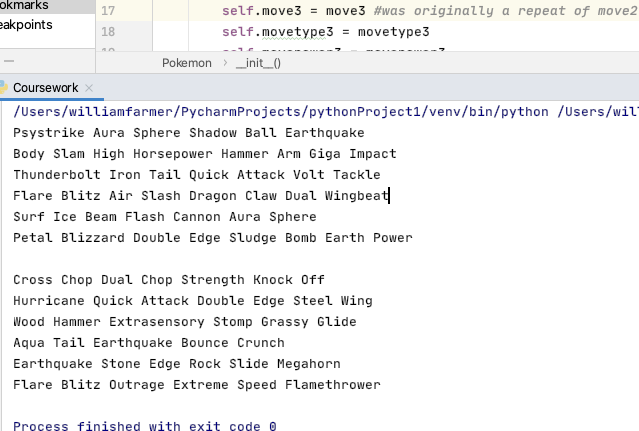 okmarks
eakpoints
17 self.move3 = move3 #was originally a repeat of move2
18 self.movetype3 = movetype3
Pokemon › __init__()
Coursework ×
/Users/williamfarmer/PycharmProjects/pythonProject1/venv/bin/python /Users/wil
Psystrike Aura Sphere Shadow Ball Earthquake
Body Slam High Horsepower Hammer Arm Giga Impact
Thunderbolt Iron Tail Quick Attack Volt Tackle
Flare Blitz Air Slash Dragon Claw Dual Wingbeat
Surf Ice Beam Flash Cannon Aura Sphere
Petal Blizzard Double Edge Sludge Bomb Earth Power
Cross Chop Dual Chop Strength Knock Off
Hurricane Quick Attack Double Edge Steel Wing
Wood Hammer Extrasensory Stomp Grassy Glide
Aqua Tail Earthquake Bounce Crunch
Earthquake Stone Edge Rock Slide Megahorn
Flare Blitz Outrage Extreme Speed Flamethrower
Process finished with exit code 0